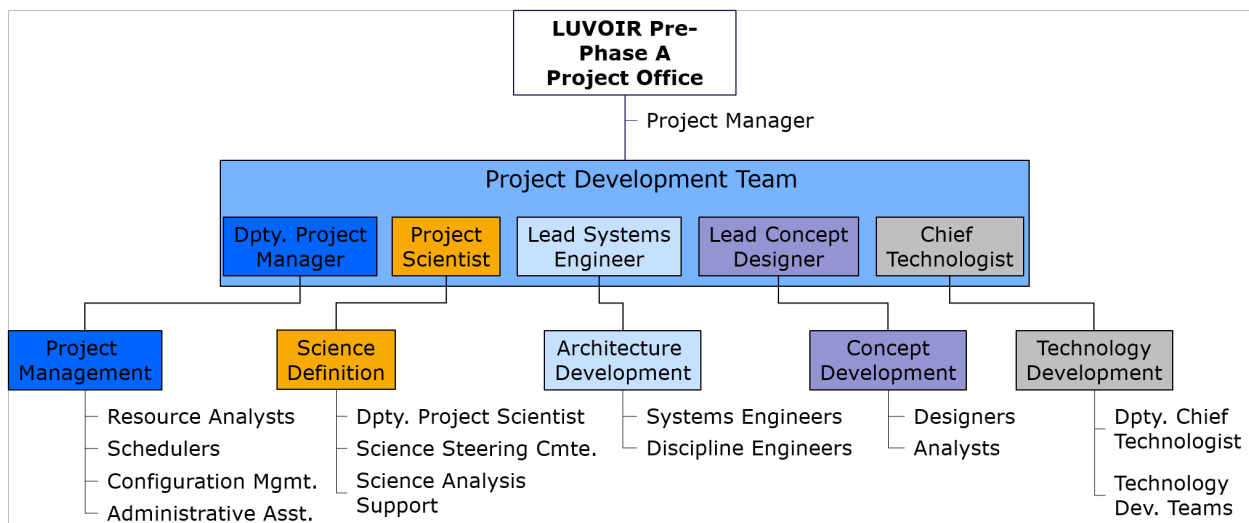 LUVOIR Pre-
Phase A
Project Office
Project Manager
Project Development Team
Dpty. Project
Manager
Project
Scientist
Lead Systems
Engineer
Lead Concept
Designer
Chief
Technologist
Project
Management
Science
Definition
Architecture
Development
Concept
Development
Technology
Development
Resource Analysts
Schedulers
Configuration Mgmt.
Administrative Asst.
Dpty. Project Scientist
Science Steering Cmte.
Science Analysis
Support
Systems Engineers
Discipline Engineers
Designers
Analysts
Dpty. Chief
Technologist
Technology
Dev. Teams